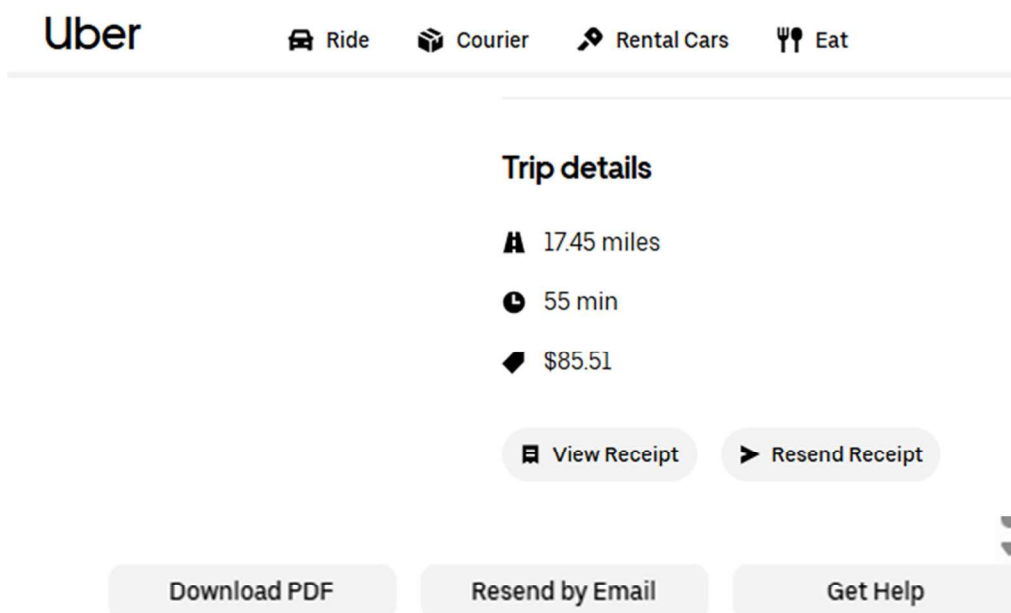 Uber Ride Courier Rental Cars Eat
Trip details
17.45 miles
55 min
$85.51
View Receipt Resend Receipt
Download PDF Resend by Email Get Help